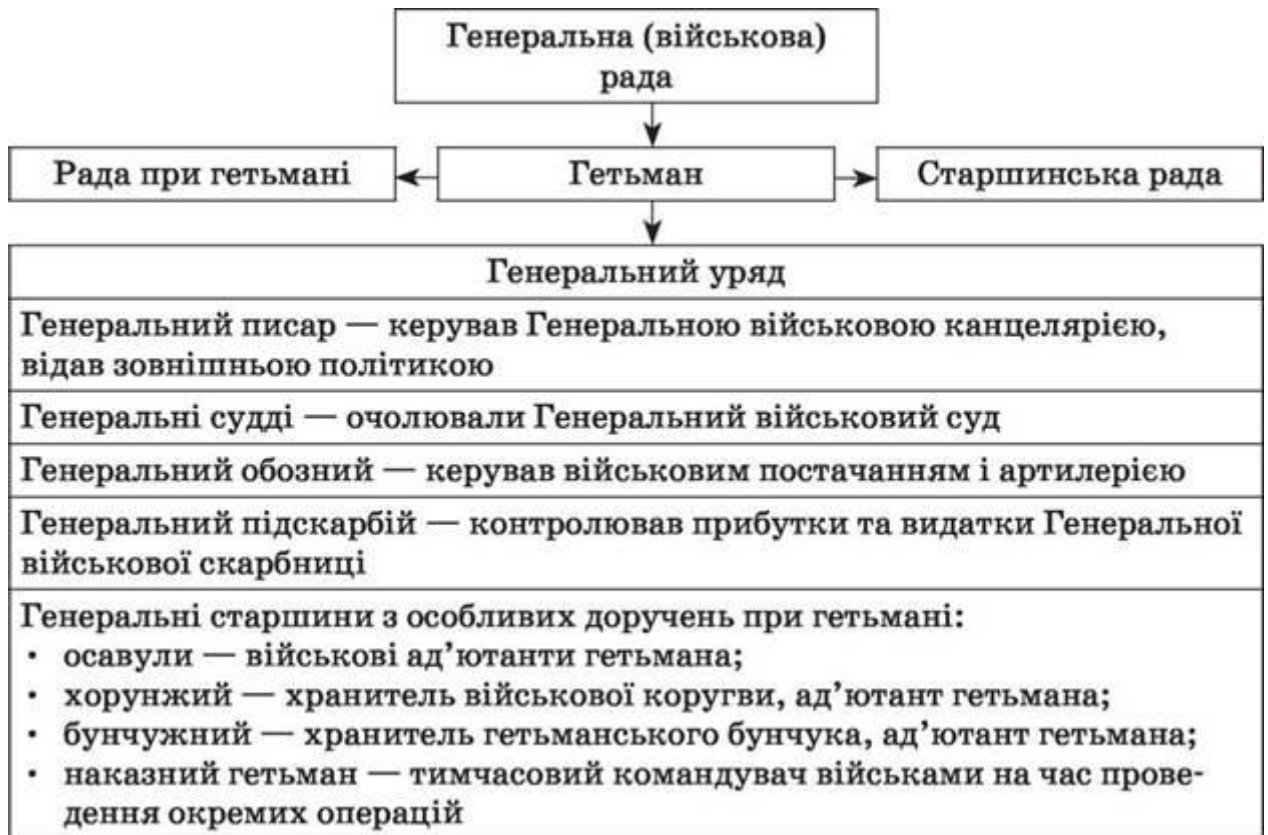 Генеральна (військова)
рада
Рада при гетьмані
Гетьман
Старшинська рада
Генеральний уряд
Генеральний писар — керував Генеральною військовою канцелярією,
відав зовнішньою політикою
Генеральні судді — очолювали Генеральний військовий суд
Генеральний обозний — керував військовим постачанням і артилерією
Генеральний підскарбій — контролював прибутки та видатки Генеральної
військової скарбниці
Генеральні старшини з особливих доручень при гетьмані:
• осавули — військові ад’ютанти гетьмана;
• хорунжий — хранитель військової коругви, ад’ютант гетьмана;
• бунчужний — хранитель гетьманського бунчука, ад’ютант гетьмана;
• наказний гетьман — тимчасовий командувач військами на час прове-
дення окремих операцій